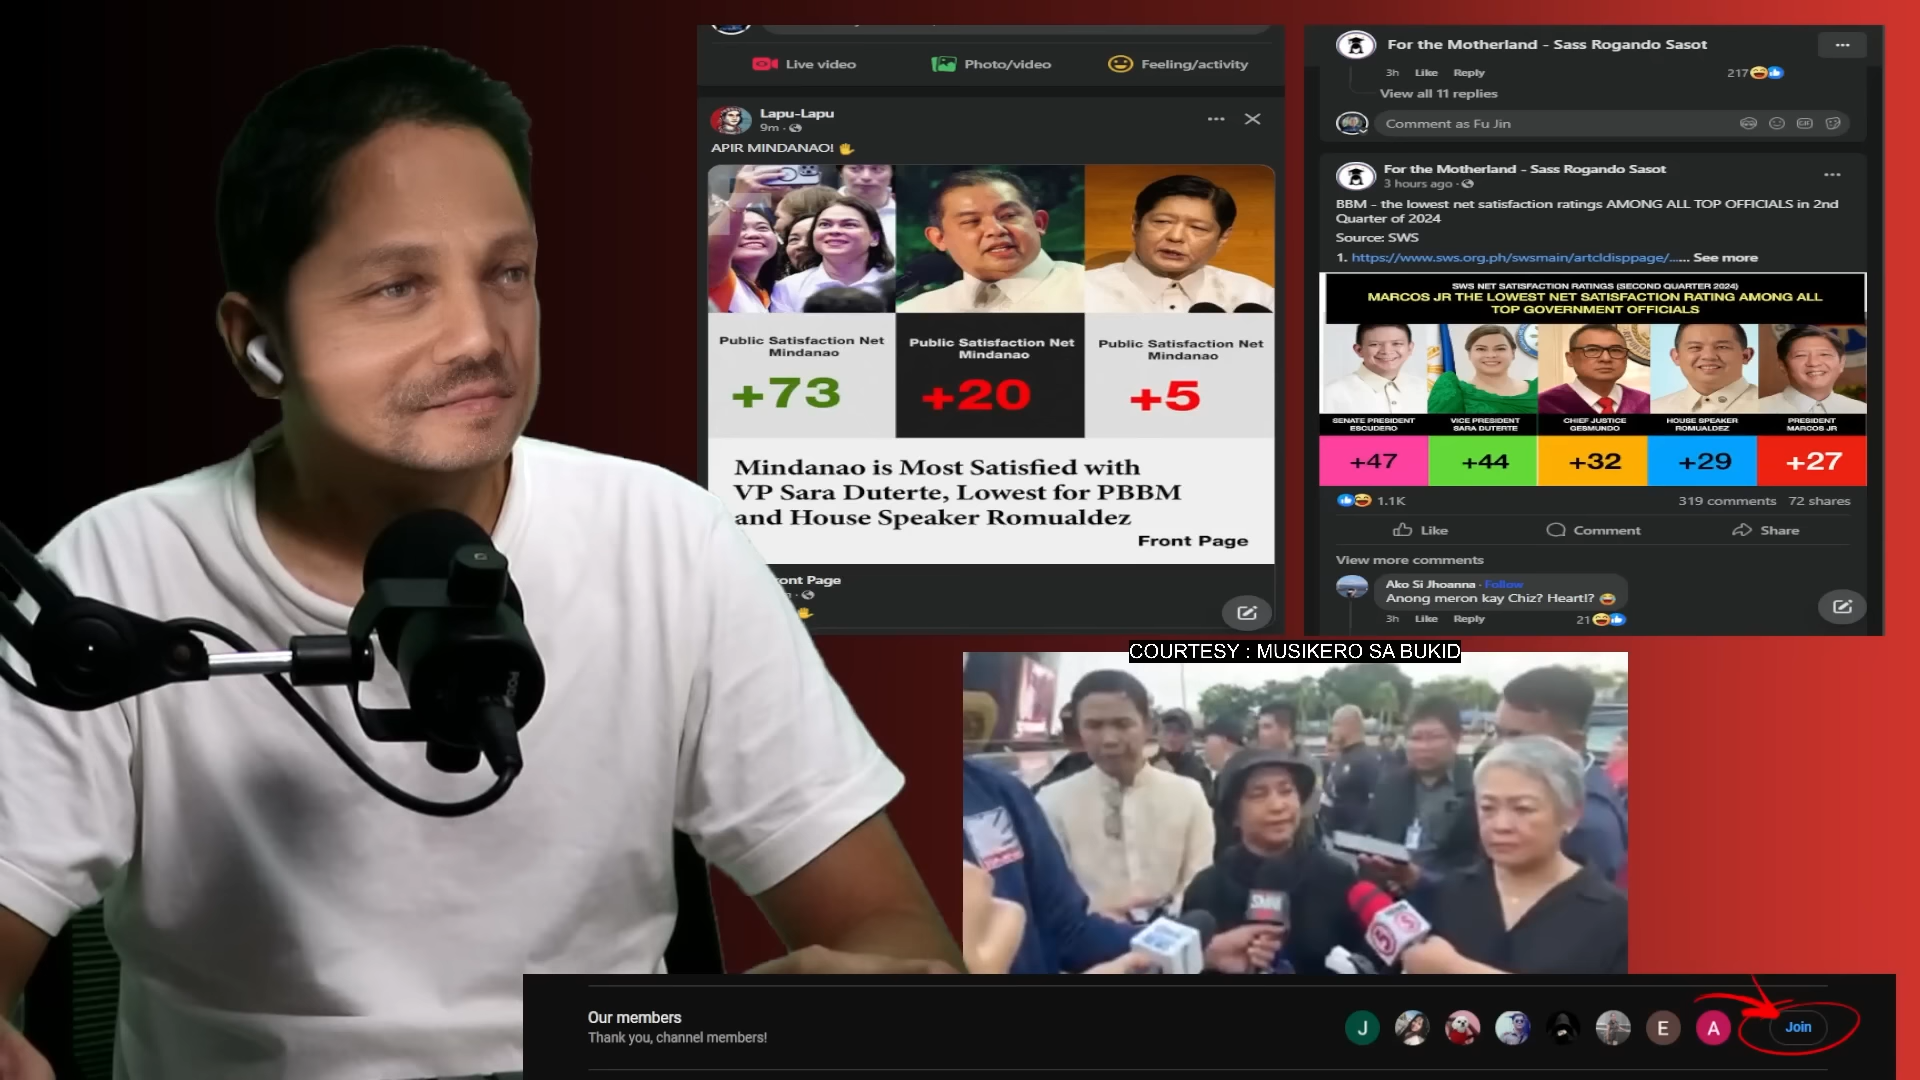 Live video
Photo/video
Feeling/activity
Lapu-Lapu
9m
APIR MINDANAO!
Public Satisfaction Net
Mindanao
+73
Public Satisfaction Net
Mindanao
+20
Public Satisfaction Net
Mindanao
+5
Mindanao is Most Satisfied with
VP Sara Duterte, Lowest for PBBM
and House Speaker Romualdez
Front Page
ont Page
For the Motherland - Sass Rogando Sasot
3h Like Reply
217
View all 11 replies
Comment as Fu Jin
For the Motherland - Sass Rogando Sasot
3 hours ago
BBM - the lowest net satisfaction ratings AMONG ALL TOP OFFICIALS in 2nd
Quarter of 2024
Source: SWS
1. https://www.sws.org.ph/swsmain/artcldisppage/...... See more
SWS NET SATISFACTION RATINGS (SECOND QUARTER 2024)
MARCOS JR THE LOWEST NET SATISFACTION RATING AMONG ALL
TOP GOVERNMENT OFFICIALS
SENATE PRESIDENT
ESCUDERO
VICE PRESIDENT
SARA DUTERTE
CHIEF JUSTICE
GESMUNDO
HOUSE SPEAKER
ROMUALDEZ
PRESIDENT
MARCOS JR
+47
+44
+32
+29
+27
1.1K
319 comments 72 shares
Like
Comment
Share
View more comments
Ako Si Jhoanna · Follow
Anong meron kay Chiz? Heart!?
3h Like Reply
21
COURTESY : MUSIKERO SA BUKID
Our members
Thank you, channel members!
J
E
A
Join